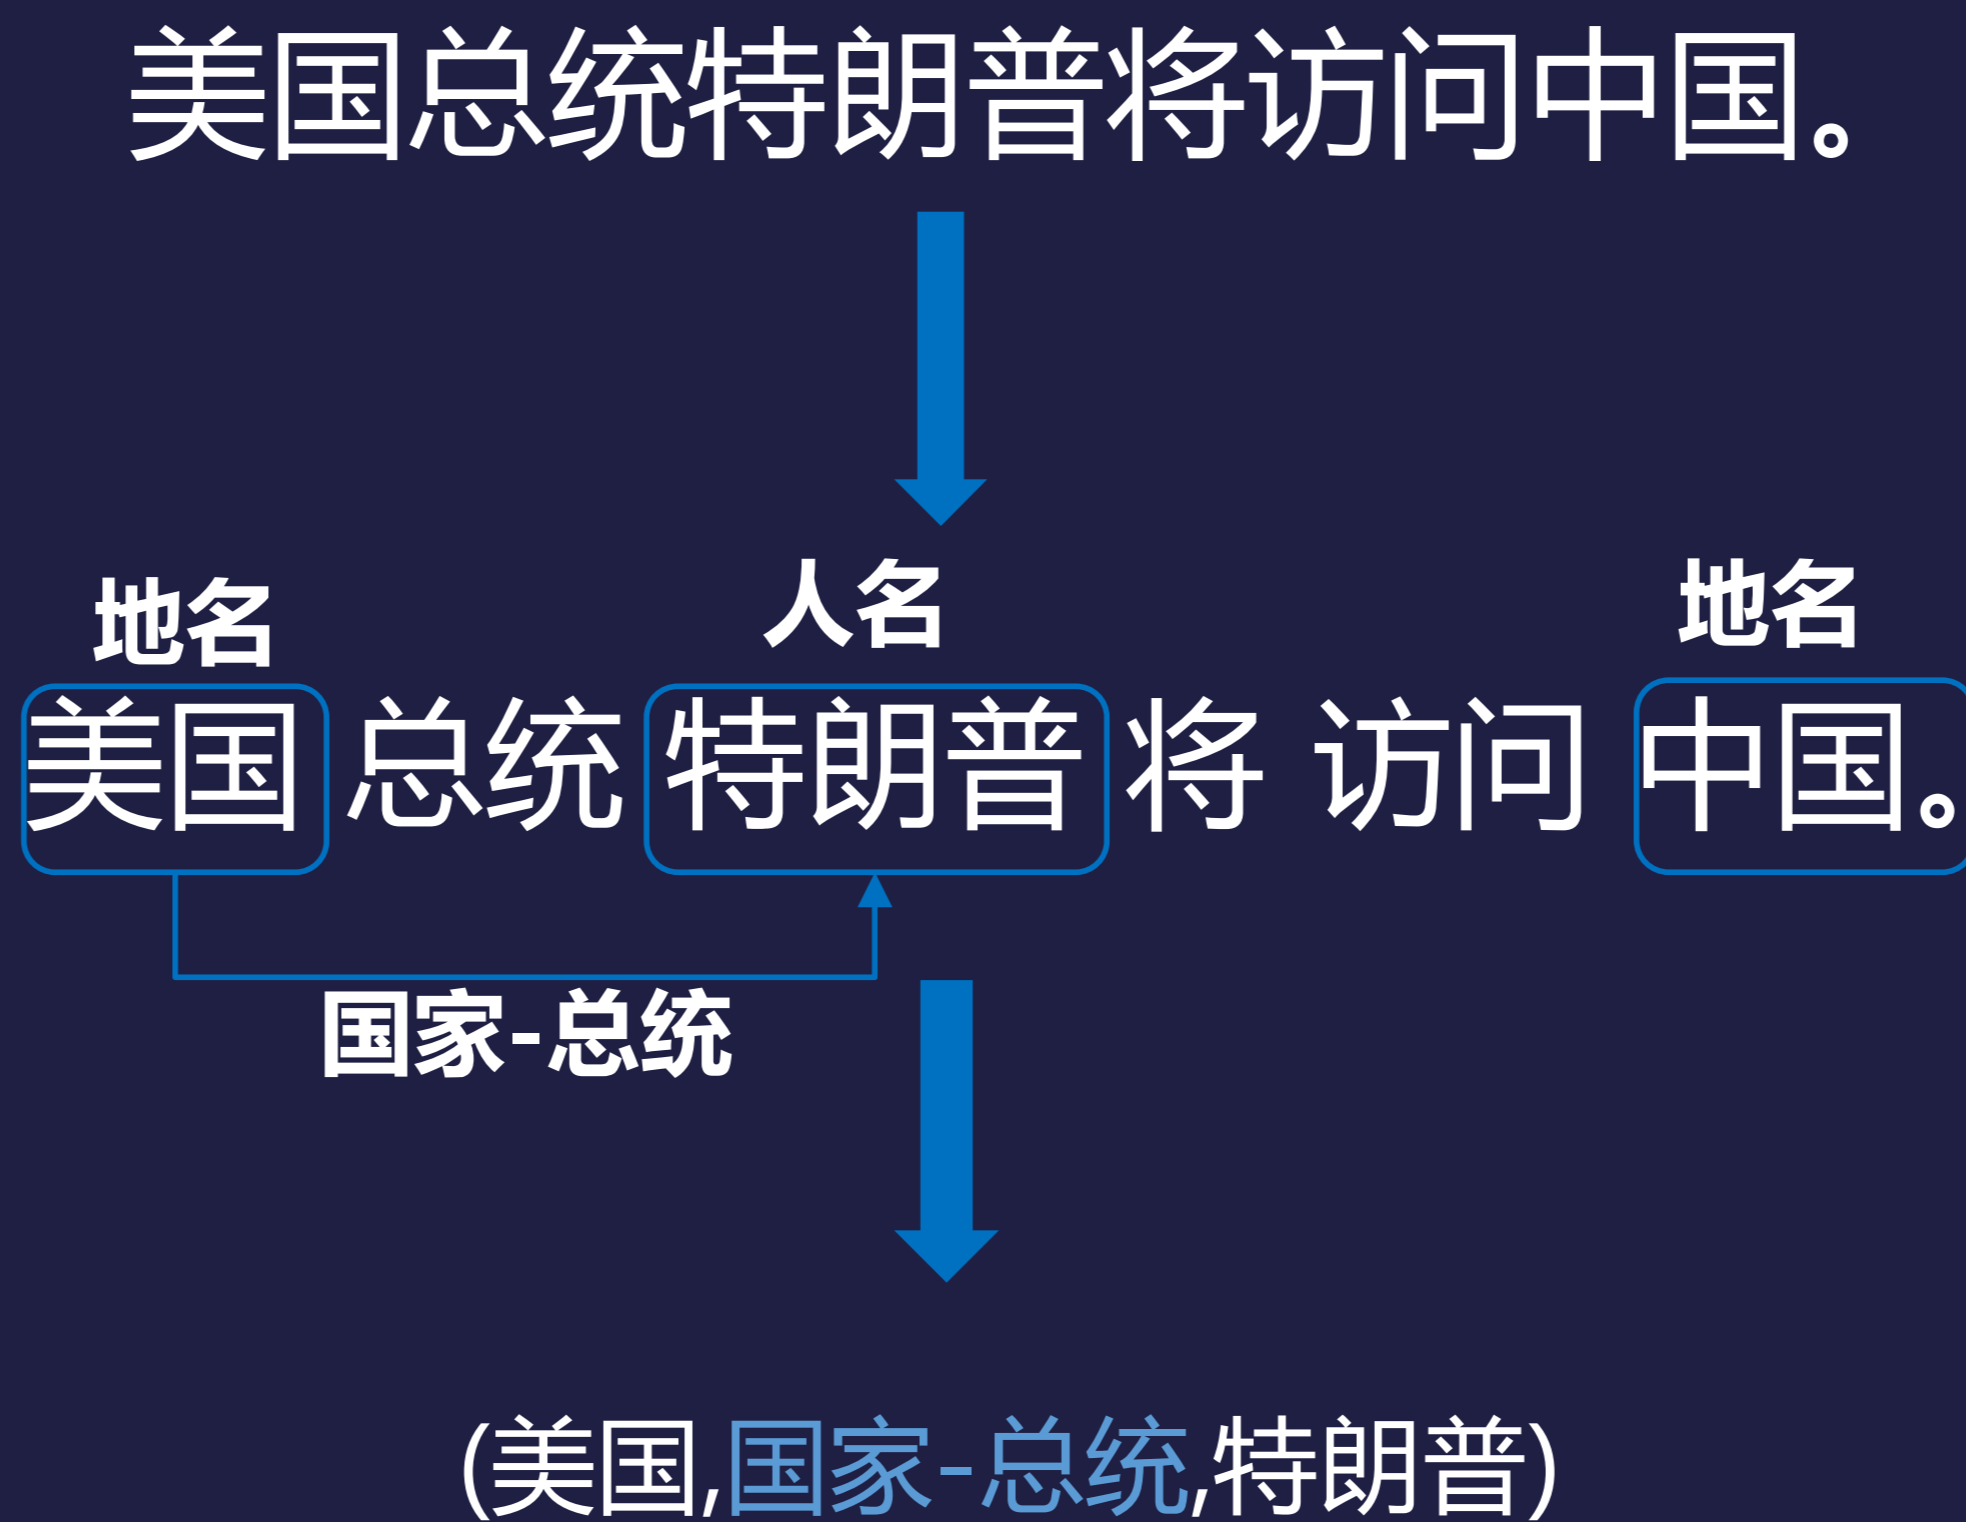 美国总统特朗普将访问中国。
地名 人名 地名
美国 总统 特朗普 将 访问 中国。
国家-总统
(美国,国家-总统,特朗普)